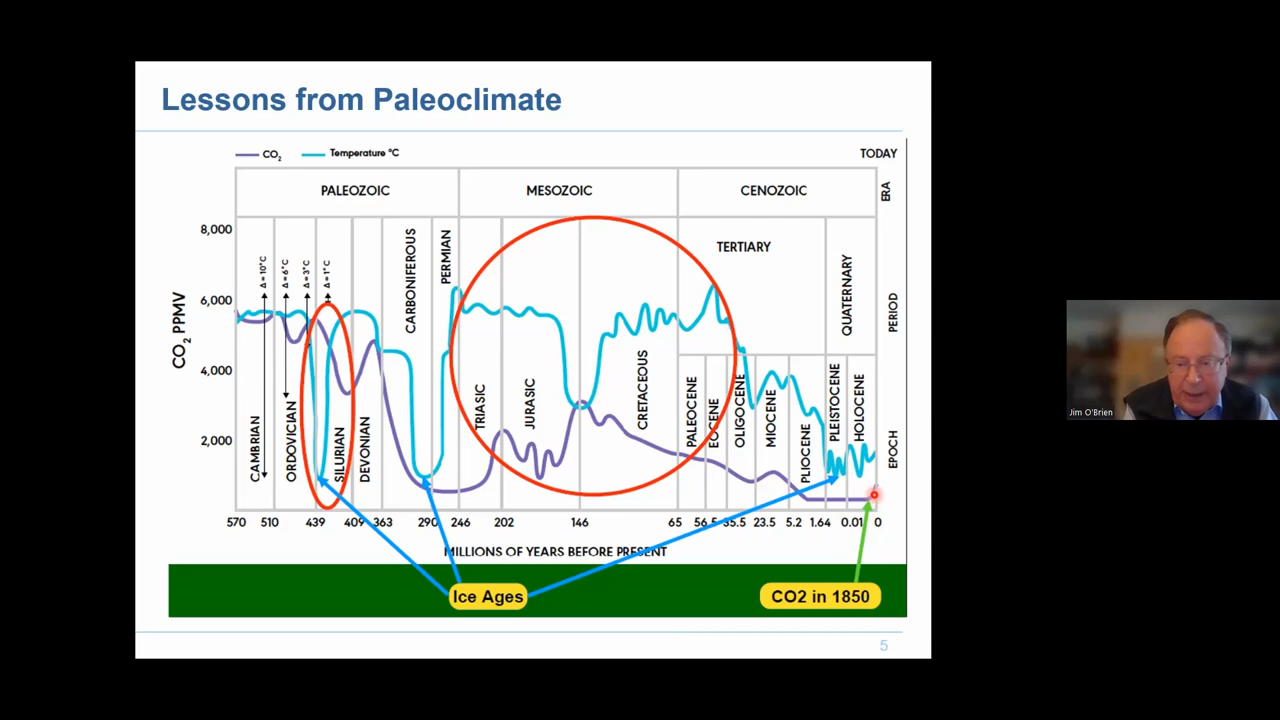 Lessons from Paleoclimate
CO2 Temperature °C
TODAY
PALEOZOIC MESOZOIC CENOZOIC ERA
8,000
6,000
4,000
2,000
CO2 PPMV
Δ = 10°C
Δ = 6°C
Δ = 3°C
Δ = 1°C
CAMBRIAN
ORDOVICIAN
SILURIAN
DEVONIAN
CARBONIFEROUS
PERMIAN
TRIASIC
JURASIC
CRETACEOUS
TERTIARY
QUATERNARY
PERIOD
PALEOCENE
EOCENE
OLIGOCENE
MIOCENE
PLIOCENE
PLEISTOCENE
HOLOCENE
EPOCH
570 510 439 409 363 290 246 202 146 65 56.5 35.5 23.5 5.2 1.64 0.01 0
MILLIONS OF YEARS BEFORE PRESENT
Ice Ages
CO2 in 1850
5
Jim O'Brien